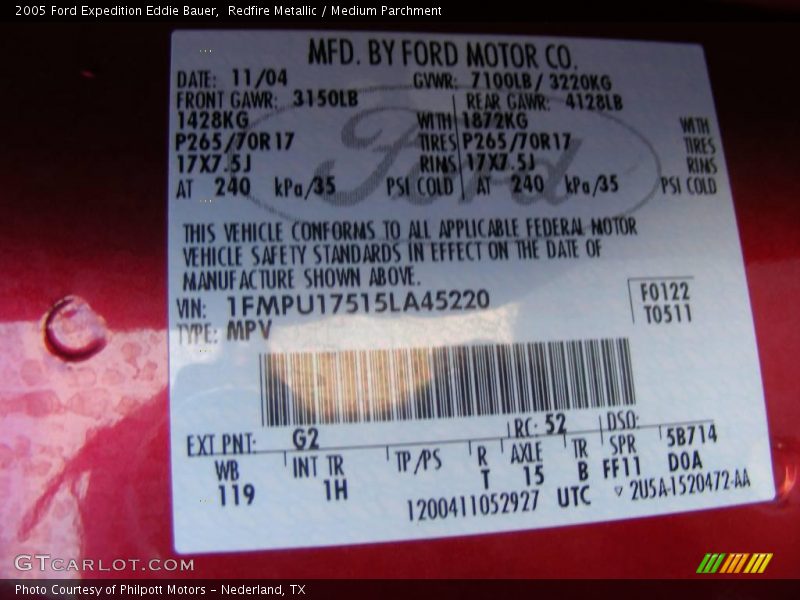 2005 Ford Expedition Eddie Bauer,  Redfire Metallic / Medium Parchment
MFD. BY FORD MOTOR CO.
DATE: 11/04 GVWR: 7100LB/ 3220KG
FRONT GAWR: 3150LB REAR GAWR: 4128LB
1428KG WITH 1872KG WITH
P265/70R17 TIRES P265/70R17 TIRES
17X7.5J RIMS 17X7.5J RIMS
AT 240 kPa/35 PSI COLD AT 240 kPa/35 PSI COLD
Ford
THIS VEHICLE CONFORMS TO ALL APPLICABLE FEDERAL MOTOR
VEHICLE SAFETY STANDARDS IN EFFECT ON THE DATE OF
MANUFACTURE SHOWN ABOVE.
VIN: 1FMPU17515LA45220 F0122
TYPE: MPV T0511
EXT PNT: G2 RC: 52 DSO:
WB INT TR TP/PS R AXLE TR SPR 5B714
119 1H T 15 B FF11 DOA
1200411052927 UTC ▽ 2U5A-1520472-AA
GTCARLOT.COM
Photo Courtesy of Philpott Motors - Nederland, TX